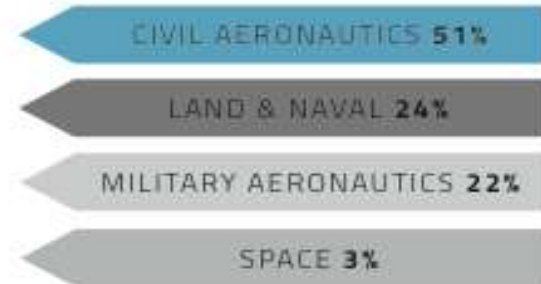 CIVIL AERONAUTICS 51%
LAND & NAVAL 24%
MILITARY AERONAUTICS 22%
SPACE 3%